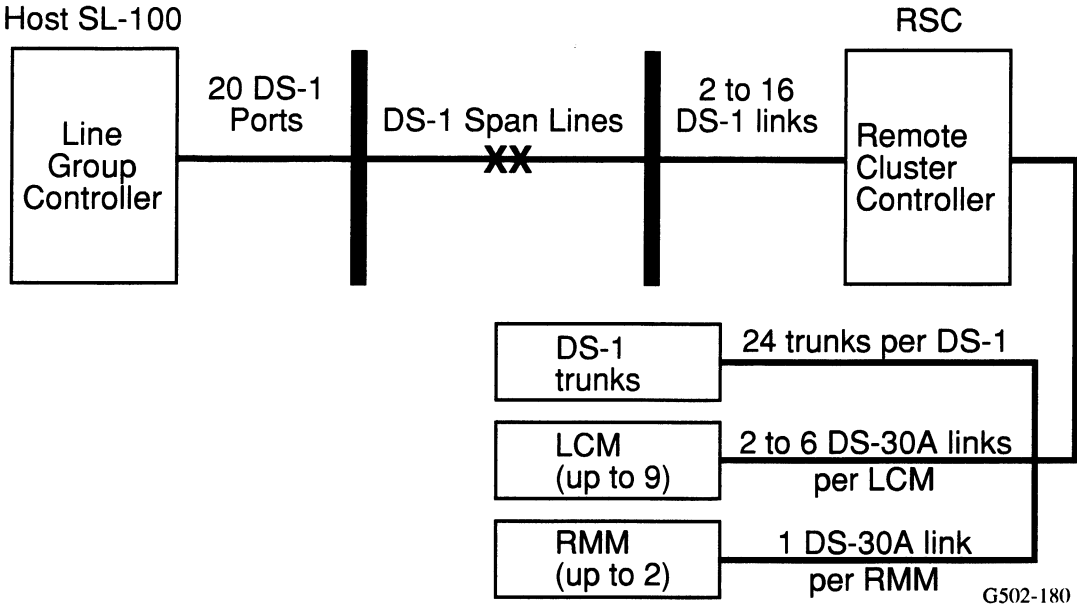 Host SL-100
RSC
Line
Group
Controller
20 DS-1
Ports
DS-1 Span Lines
XX
2 to 16
DS-1 links
Remote
Cluster
Controller
DS-1
trunks
24 trunks per DS-1
LCM
(up to 9)
2 to 6 DS-30A links
per LCM
RMM
(up to 2)
1 DS-30A link
per RMM
G502-180